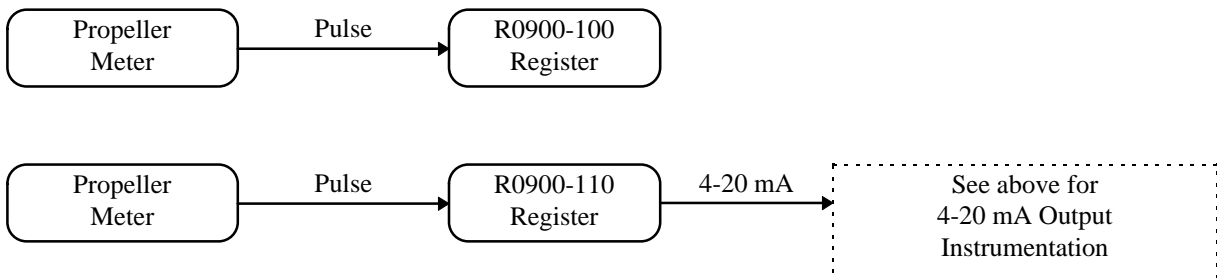 Propeller
Meter
Pulse
R0900-100
Register
Propeller
Meter
Pulse
R0900-110
Register
4-20 mA
See above for
4-20 mA Output
Instrumentation